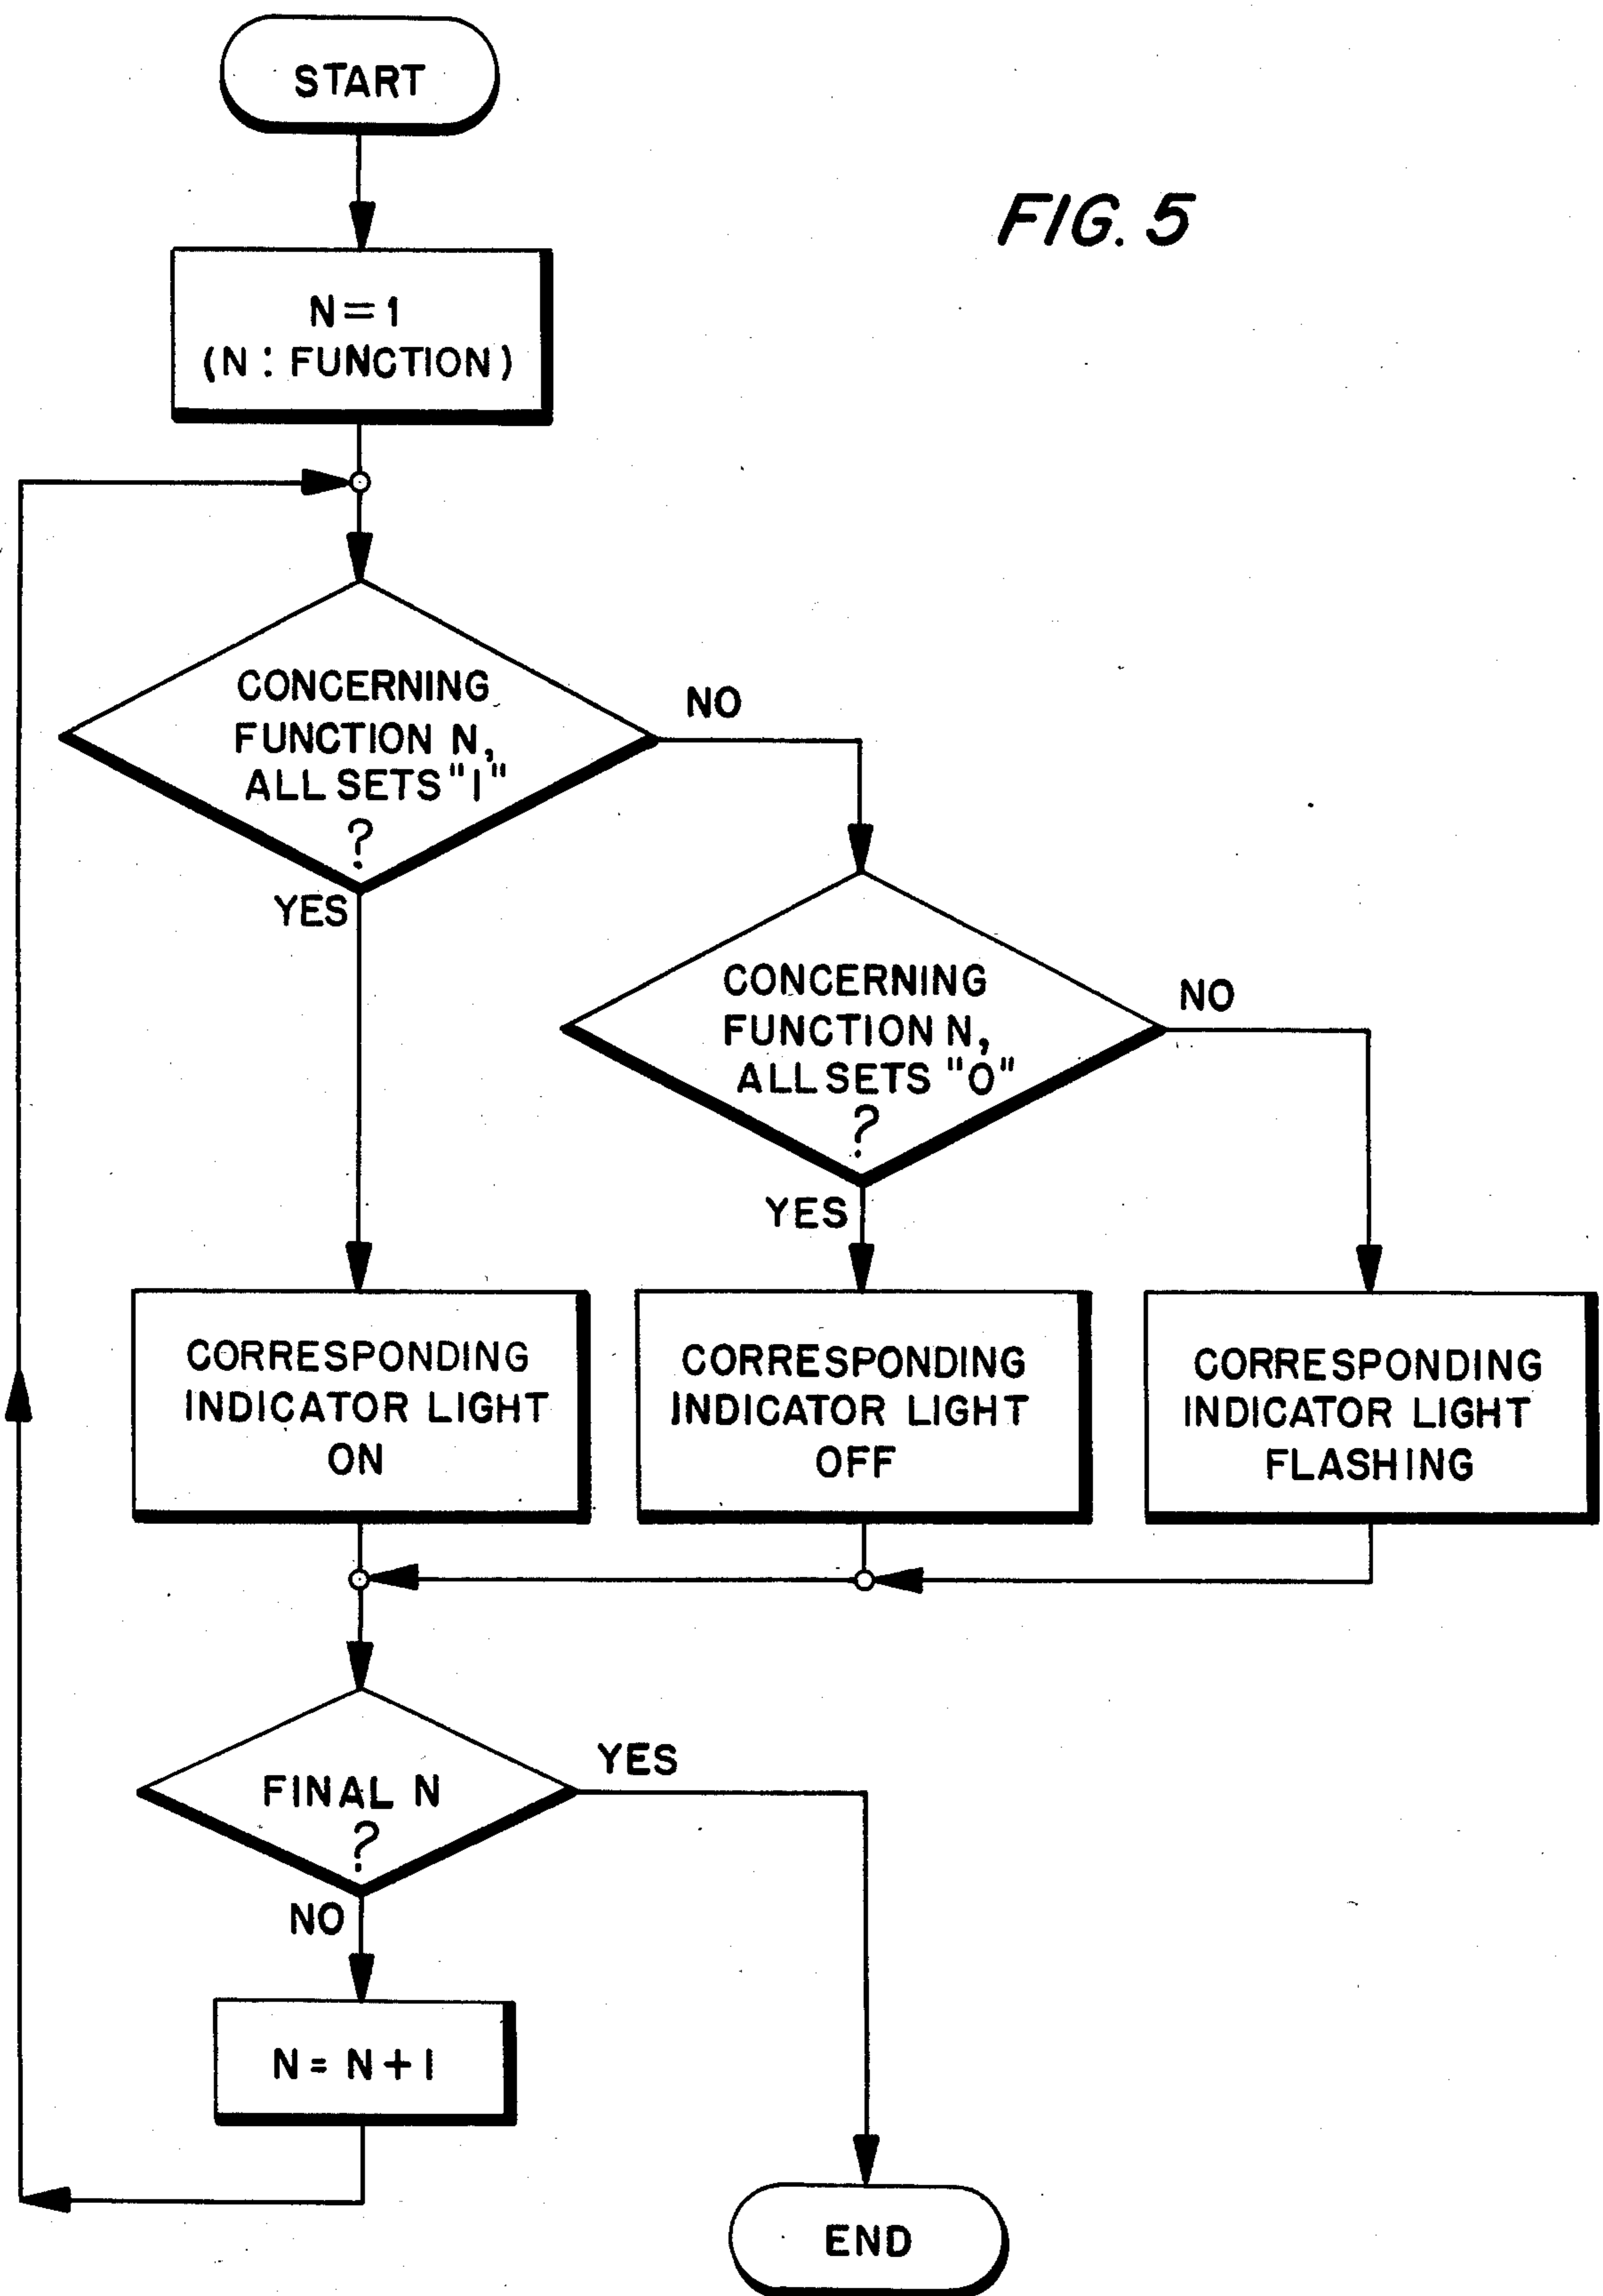 START
FIG. 5
N=1
(N : FUNCTION)
CONCERNING
FUNCTION N,
ALL SETS "1"
?
NO
YES
CONCERNING
FUNCTION N,
ALL SETS "0"
?
NO
YES
CORRESPONDING
INDICATOR LIGHT
ON
CORRESPONDING
INDICATOR LIGHT
OFF
CORRESPONDING
INDICATOR LIGHT
FLASHING
FINAL N
?
YES
NO
N = N + 1
END